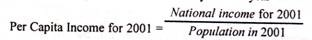 Per Capita Income for 2001 = National income for 2001 / Population in 2001